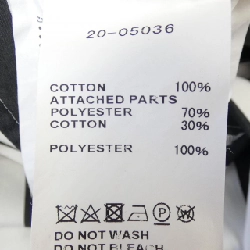 20-05036
COTTON 100%
ATTACHED PARTS
POLYESTER 70%
COTTON 30%
POLYESTER 100%
DO NOT WASH
DO NOT BLEACH